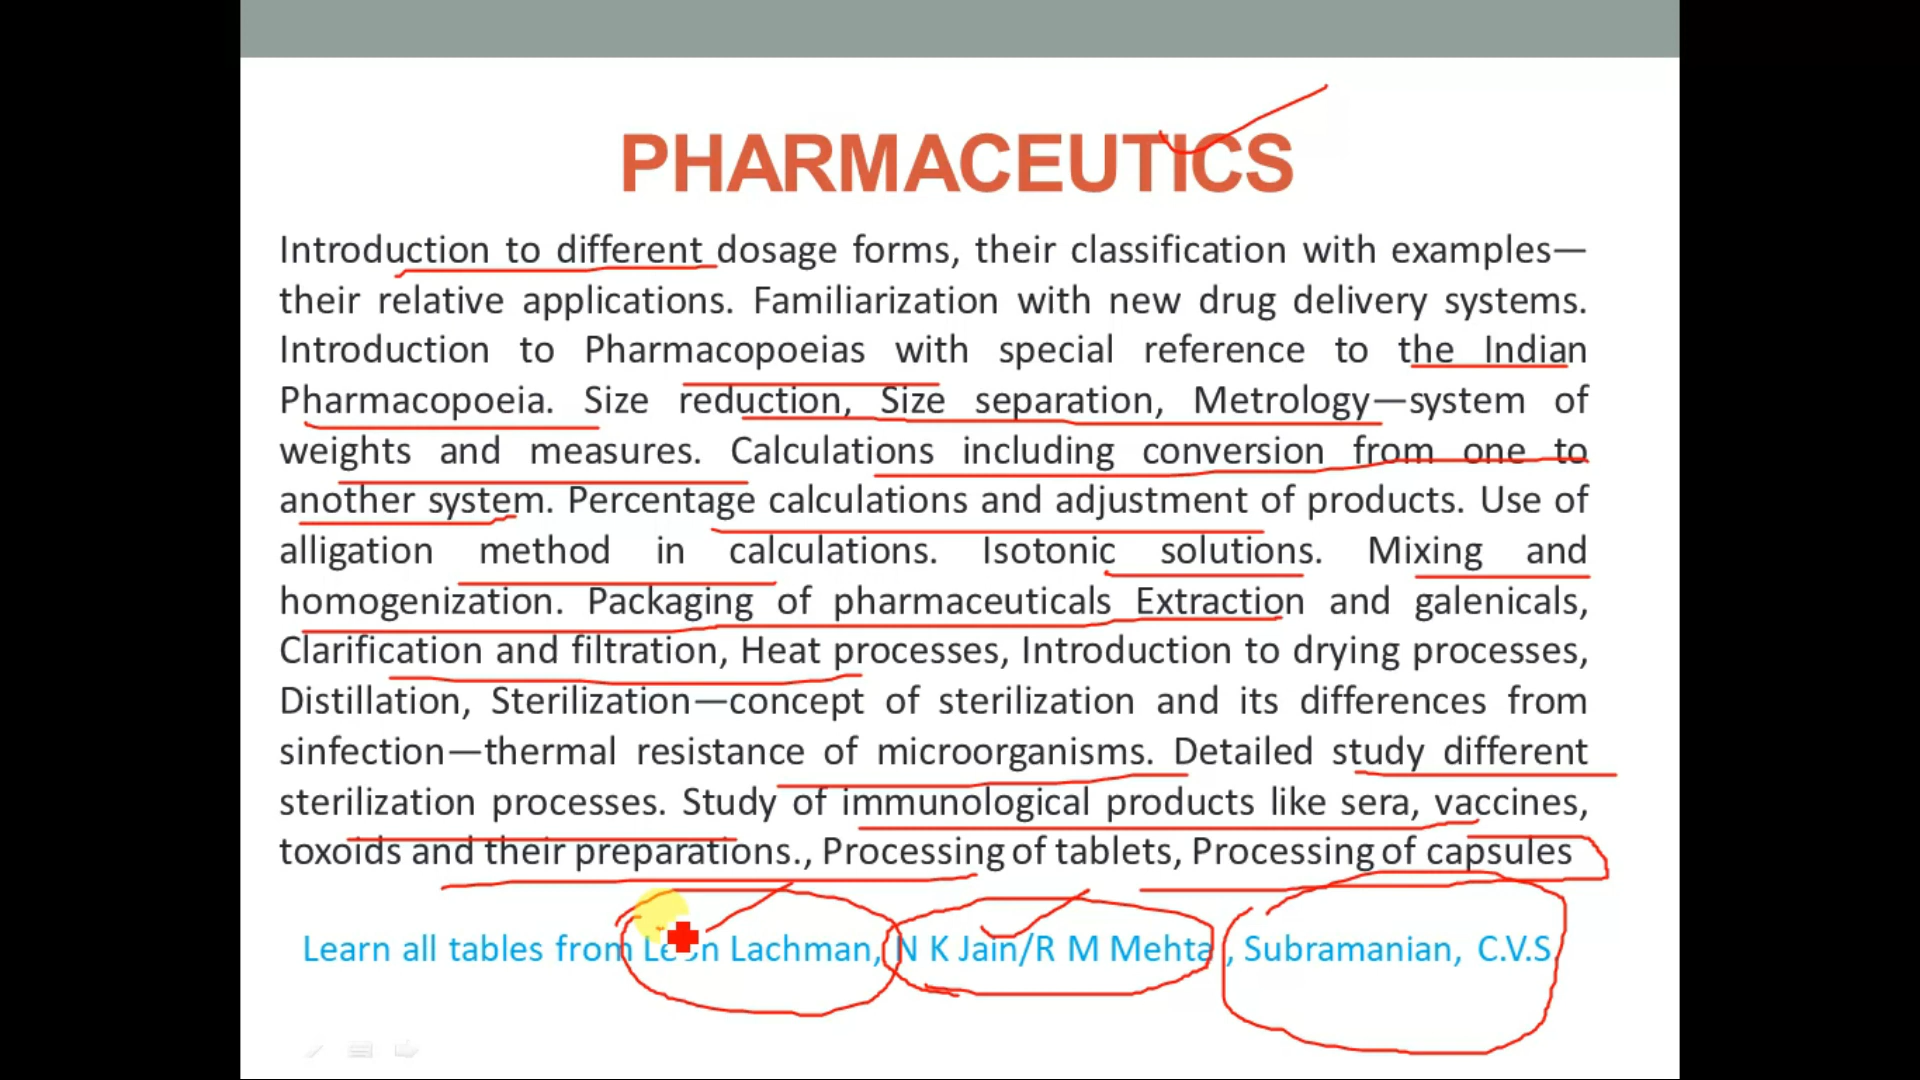 PHARMACEUTICS
Introduction to different dosage forms, their classification with examples—
their relative applications. Familiarization with new drug delivery systems.
Introduction to Pharmacopoeias with special reference to the Indian
Pharmacopoeia. Size reduction, Size separation, Metrology—system of
weights and measures. Calculations including conversion from one to
another system. Percentage calculations and adjustment of products. Use of
alligation method in calculations. Isotonic solutions. Mixing and
homogenization. Packaging of pharmaceuticals Extraction and galenicals,
Clarification and filtration, Heat processes, Introduction to drying processes,
Distillation, Sterilization—concept of sterilization and its differences from
sinfection—thermal resistance of microorganisms. Detailed study different
sterilization processes. Study of immunological products like sera, vaccines,
toxoids and their preparations., Processing of tablets, Processing of capsules
Learn all tables from Lachman, N K Jain/R M Mehta , Subramanian, C.V.S